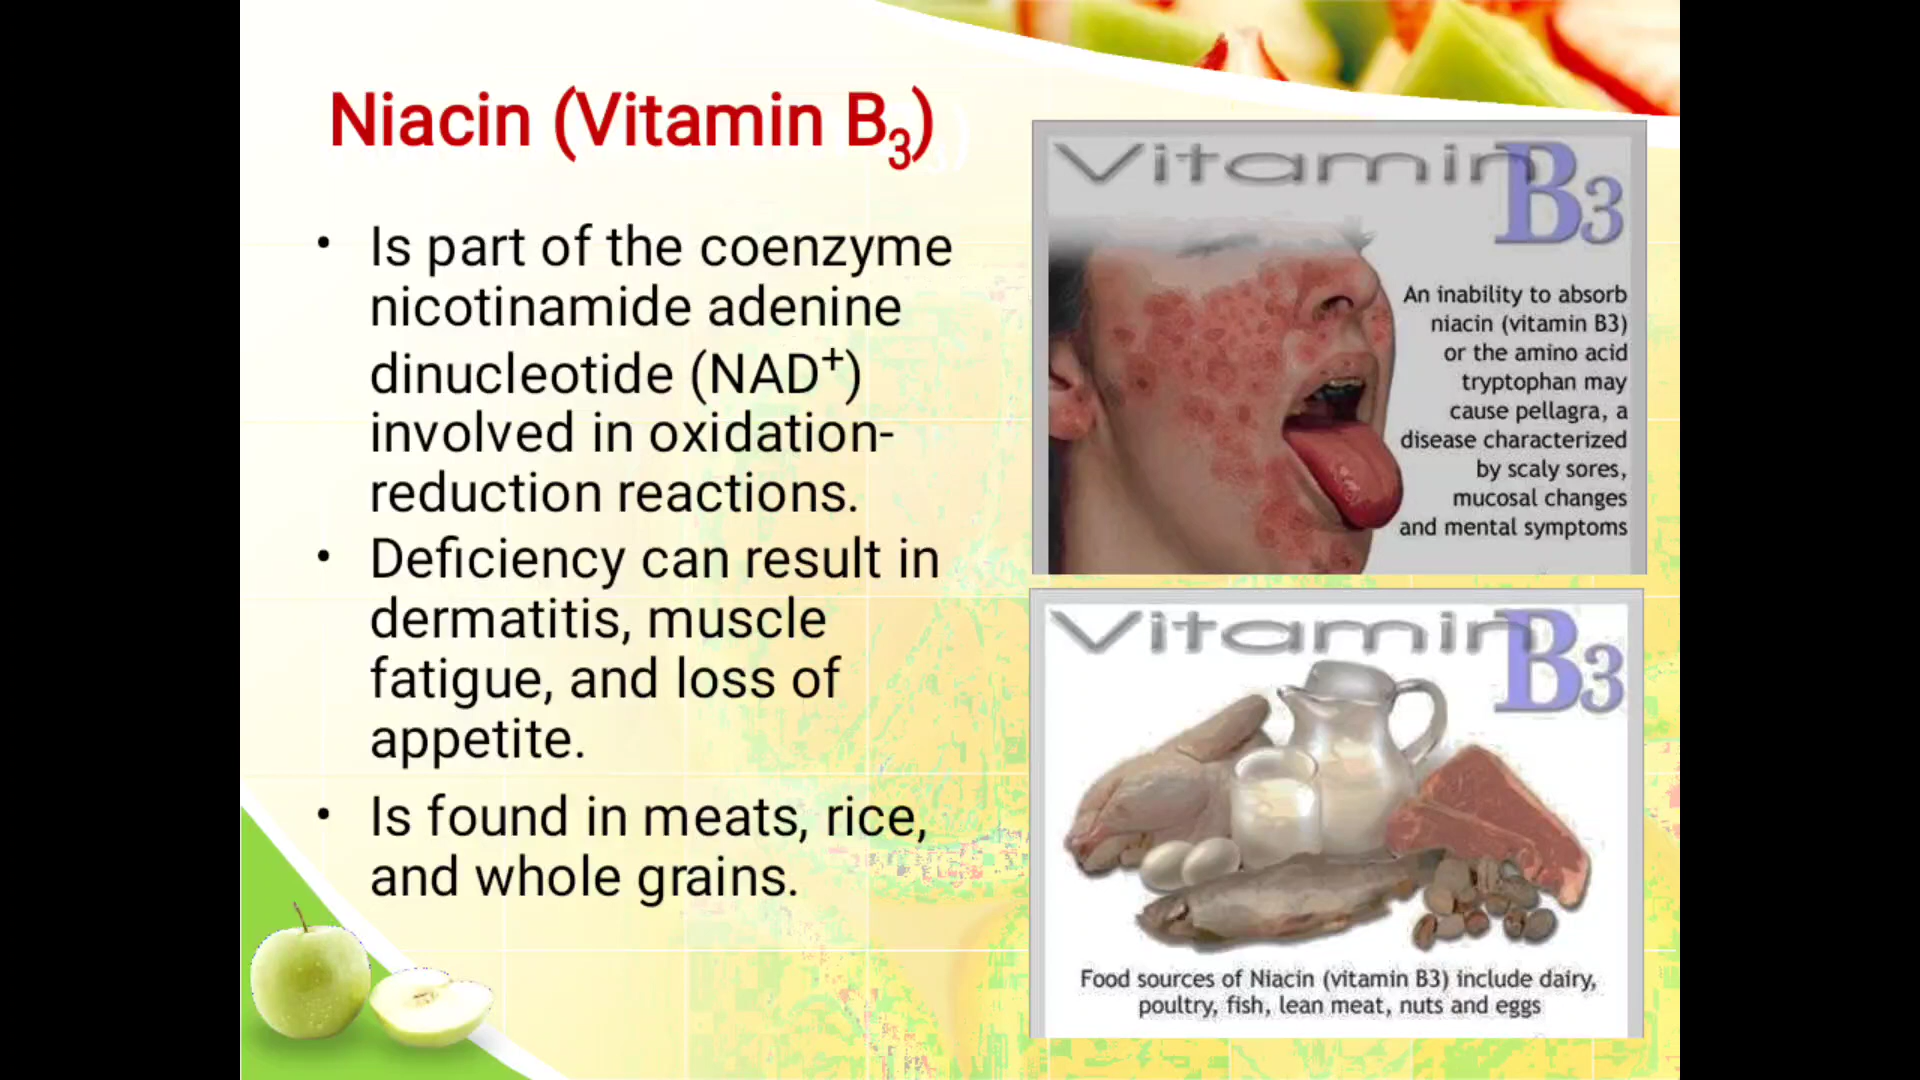 Niacin (Vitamin B₃)
• Is part of the coenzyme
nicotinamide adenine
dinucleotide (NAD⁺)
involved in oxidation-
reduction reactions.
• Deficiency can result in
dermatitis, muscle
fatigue, and loss of
appetite.
• Is found in meats, rice,
and whole grains.
Vitamin B3
An inability to absorb
niacin (vitamin B3)
or the amino acid
tryptophan may
cause pellagra, a
disease characterized
by scaly sores,
mucosal changes
and mental symptoms
Vitamin B3
Food sources of Niacin (vitamin B3) include dairy,
poultry, fish, lean meat, nuts and eggs